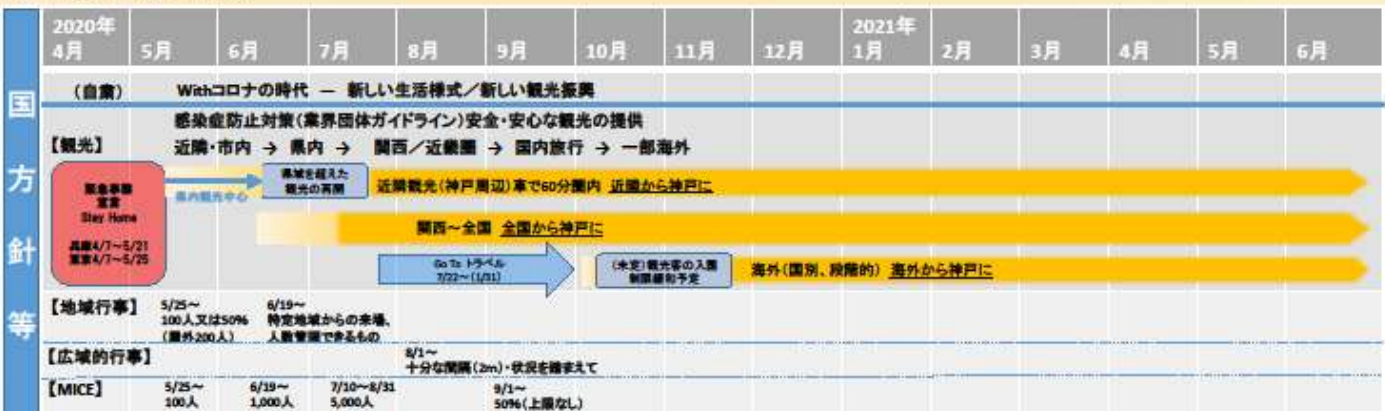 2020年 2021年
4月 5月 6月 7月 8月 9月 10月 11月 12月 1月 2月 3月 4月 5月 6月
国方針等
(自粛) Withコロナの時代 ― 新しい生活様式/新しい観光振興
感染症防止対策(業界団体ガイドライン)安全・安心な観光の提供
【観光】 近隣・市内 → 県内 → 関西/近畿圏 → 国内旅行 → 一部海外
緊急事態
宣言
Stay Home
兵庫4/7~5/21
東京4/7~5/25
県内観光中心
県域を超えた
観光の再開
近隣観光(神戸周辺)車で60分圏内 近隣から神戸に
関西~全国 全国から神戸に
Go To トラベル
7/22~(1/31)
(未定)観光客の入国
制限緩和予定
海外(国別、段階的) 海外から神戸に
【地域行事】 5/25~ 6/19~
100人又は50% 特定地域からの来場、
(屋外200人) 人数管理できるもの
【広域的行事】 8/1~
十分な間隔(2m)・状況を踏まえて
【MICE】 5/25~ 6/19~ 7/10~8/31 9/1~
100人 1,000人 5,000人 50%(上限なし)